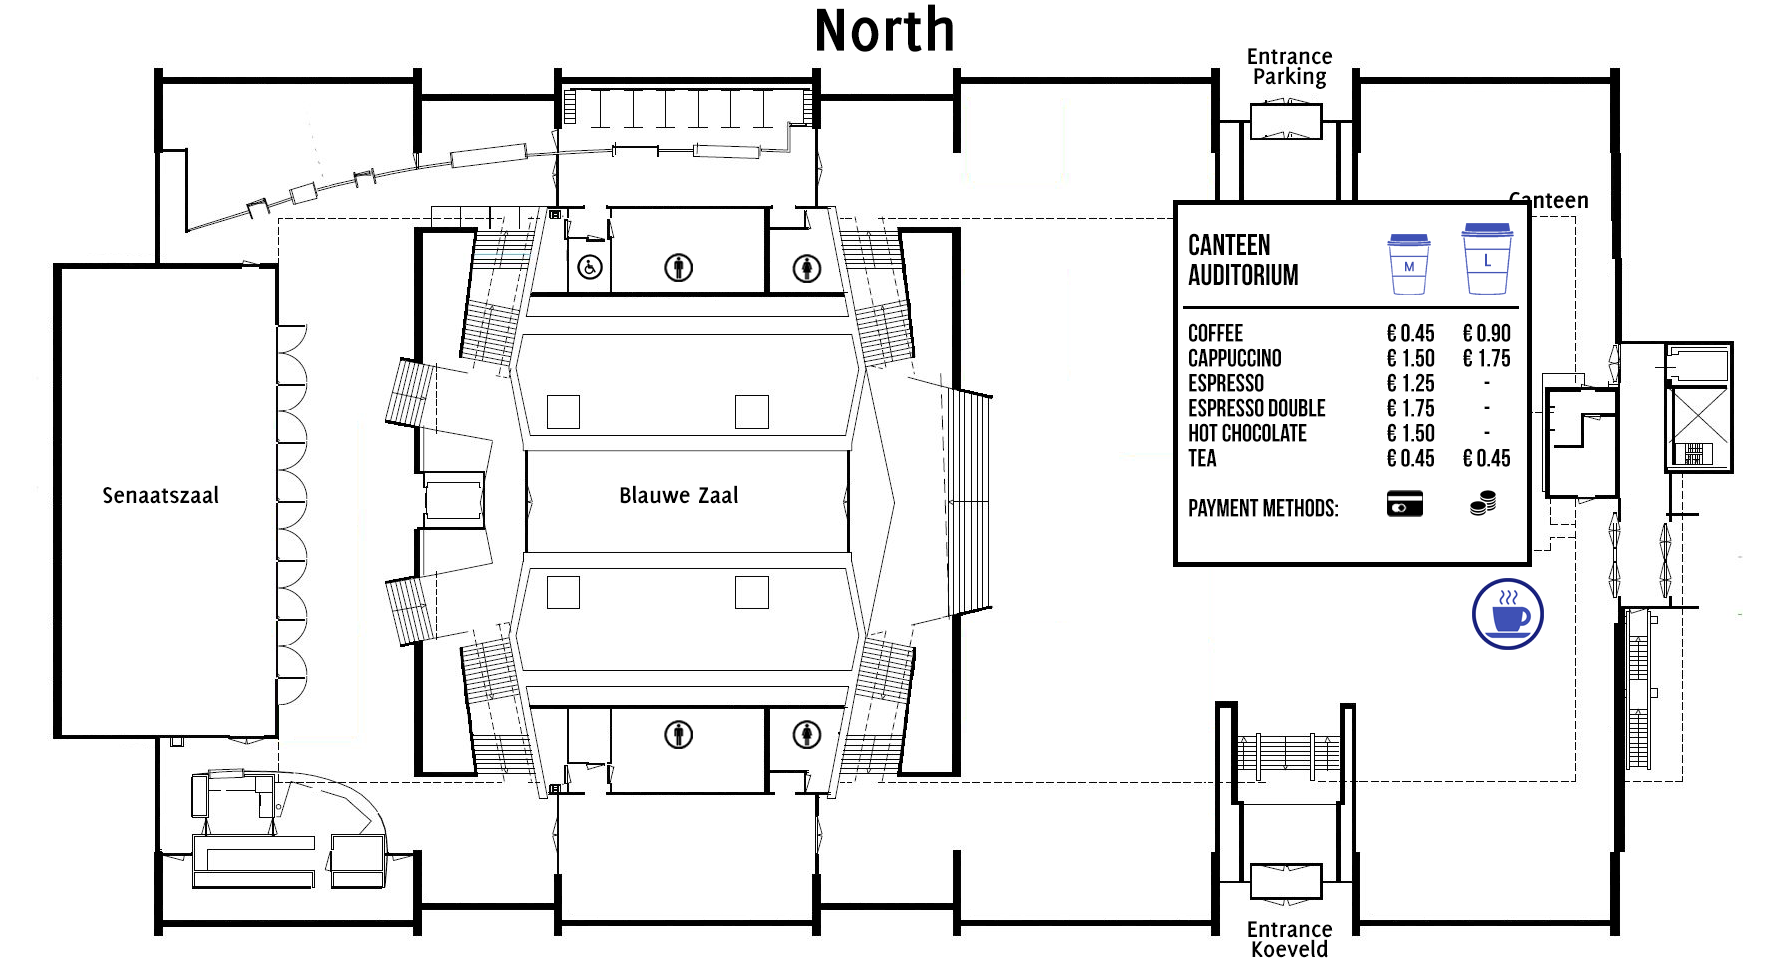 North
Entrance
Parking
Canteen
CANTEEN
AUDITORIUM
M
L
COFFEE € 0.45 € 0.90
CAPPUCCINO € 1.50 € 1.75
ESPRESSO € 1.25 -
ESPRESSO DOUBLE € 1.75 -
HOT CHOCOLATE € 1.50 -
TEA € 0.45 € 0.45
PAYMENT METHODS:
Senaatszaal
Blauwe Zaal
Entrance
Koeveld